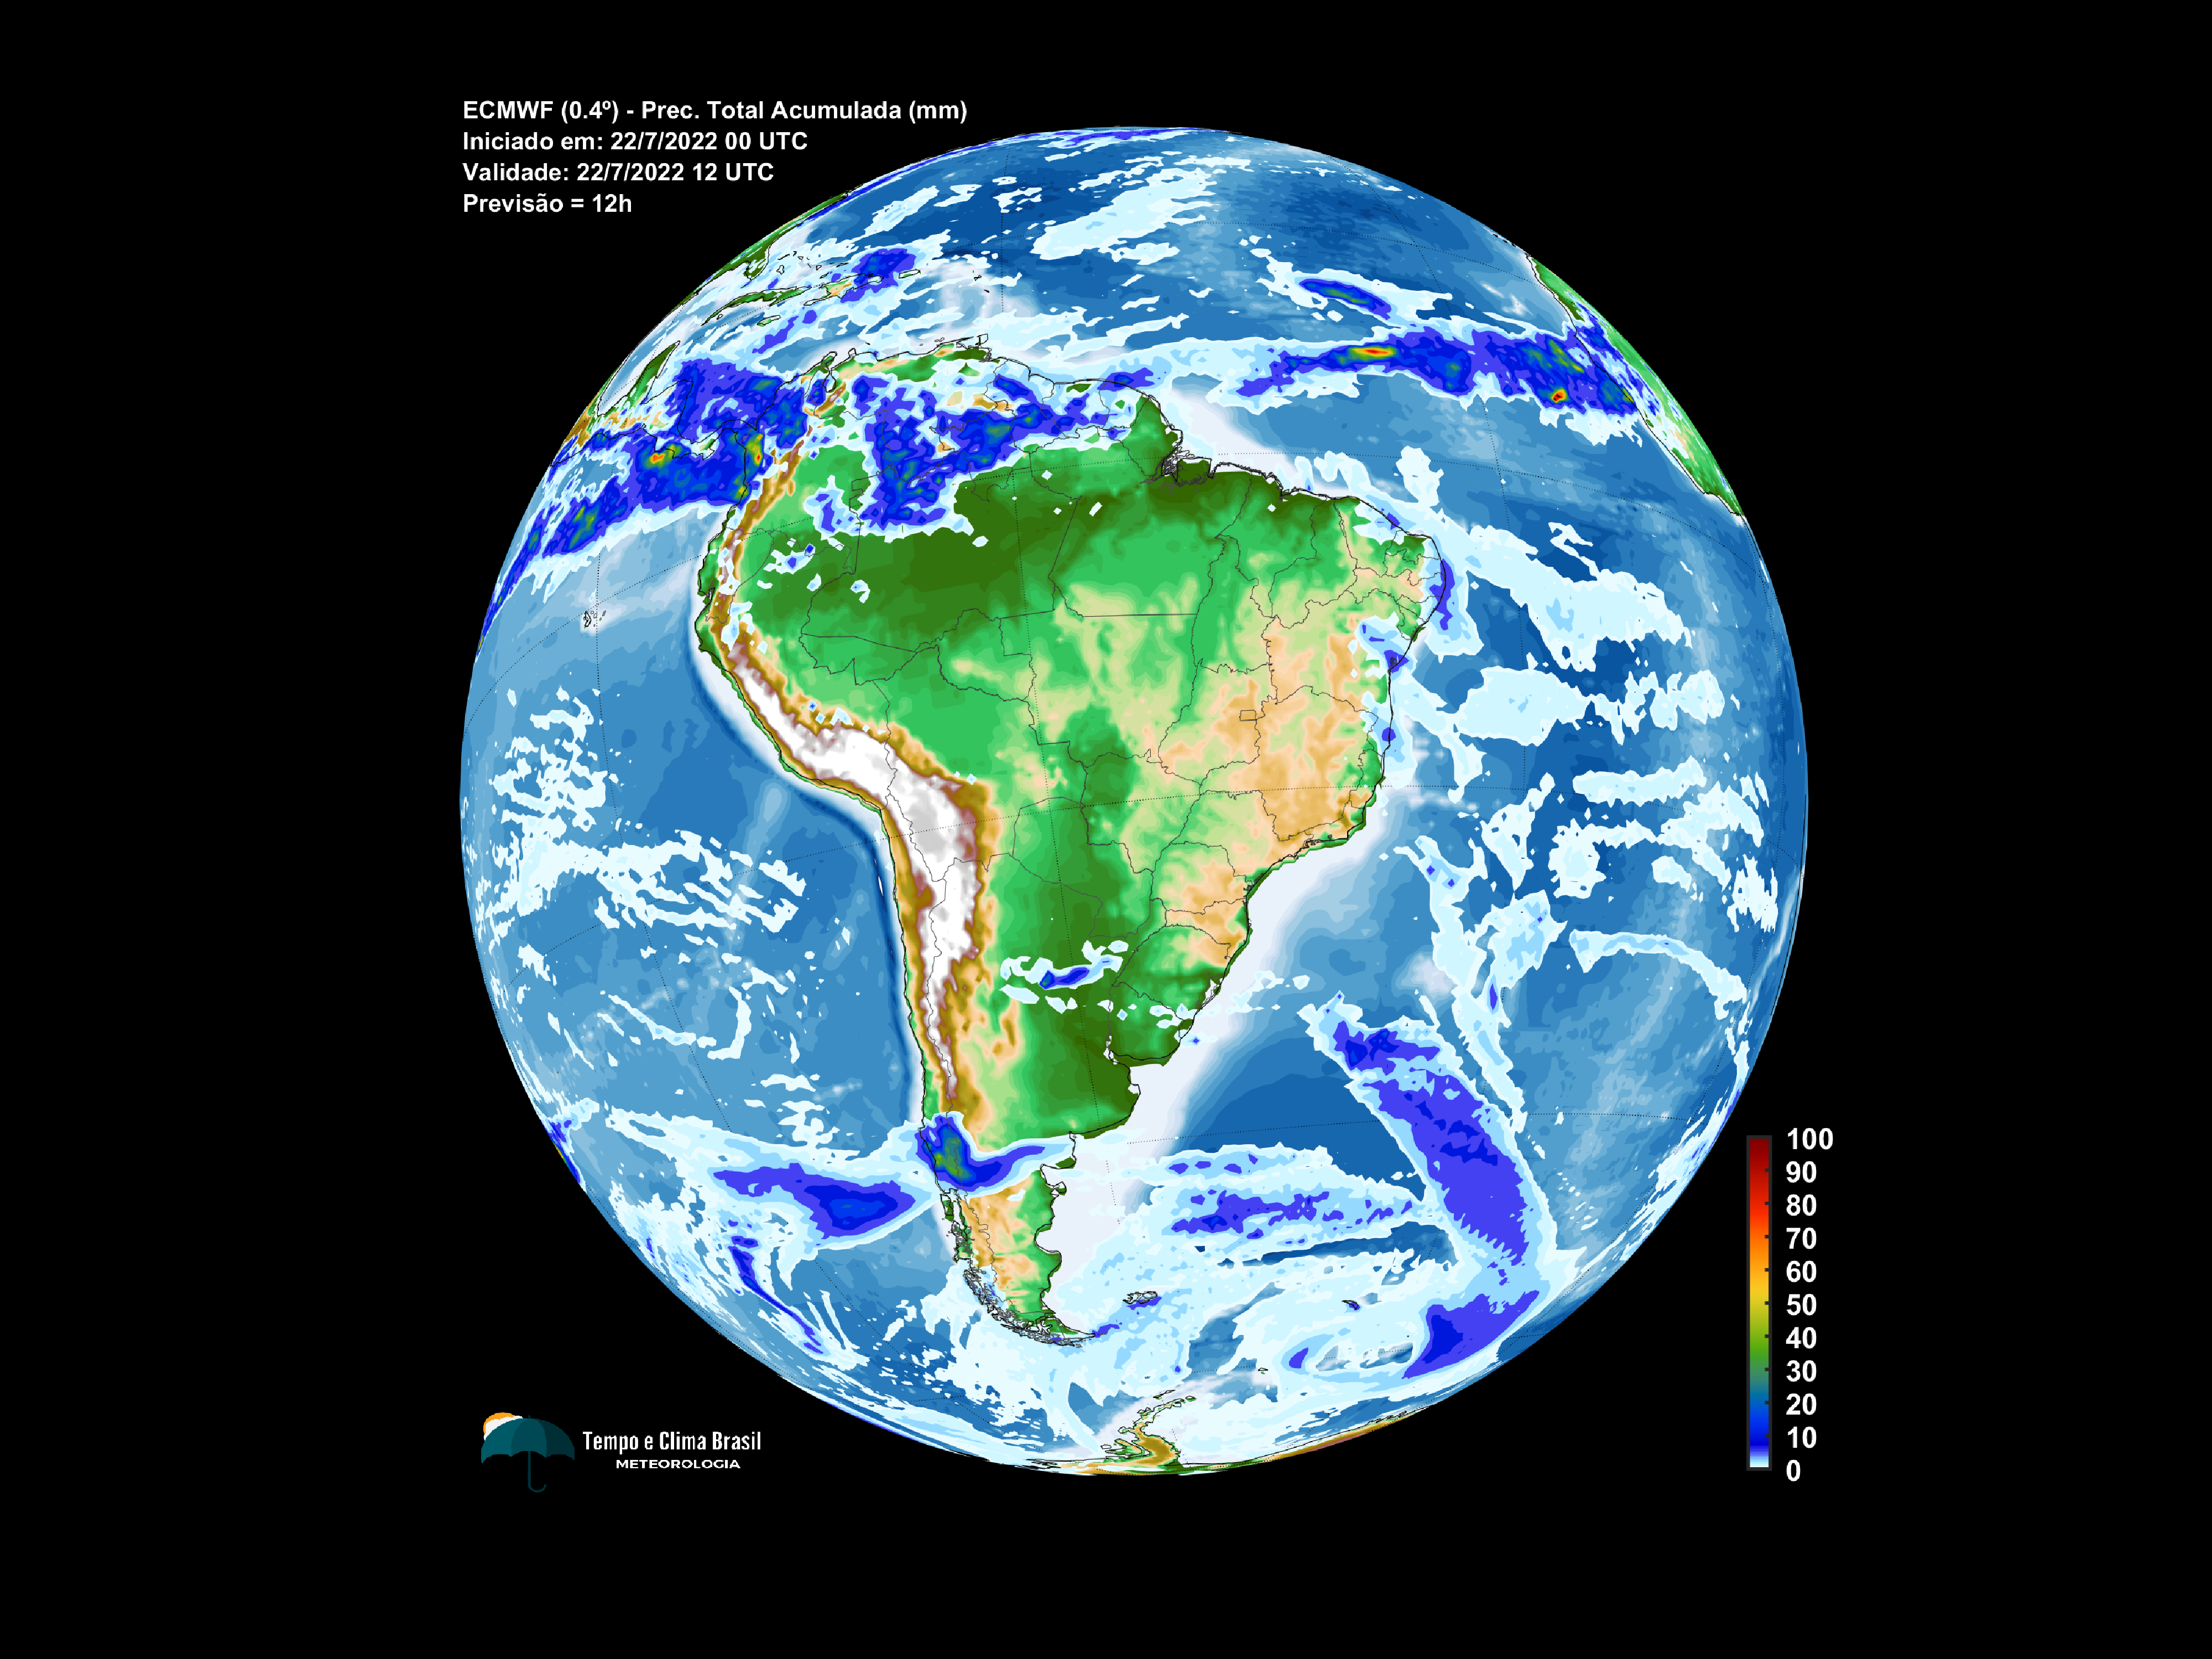 ECMWF (0.4º) - Prec. Total Acumulada (mm)
Iniciado em: 22/7/2022 00 UTC
Validade: 22/7/2022 12 UTC
Previsão = 12h
100
90
80
70
60
50
40
30
20
10
0
Tempo e Clima Brasil
METEOROLOGIA